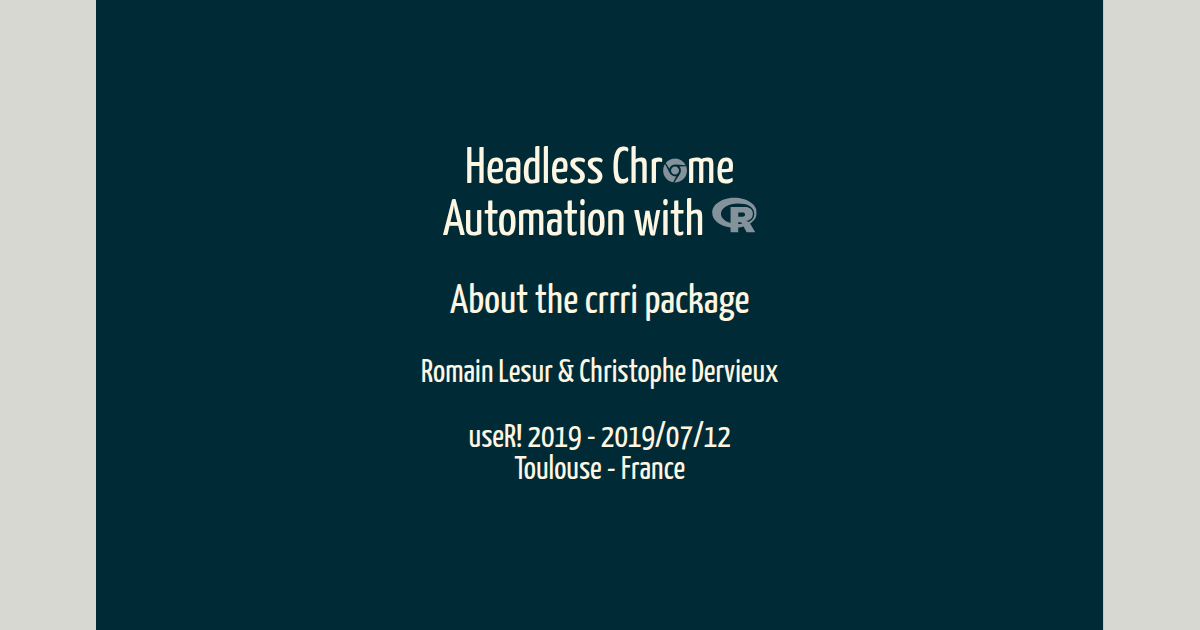 Headless Chrome
Automation with R
About the crrri package
Romain Lesur & Christophe Dervieux
useR! 2019 - 2019/07/12
Toulouse - France